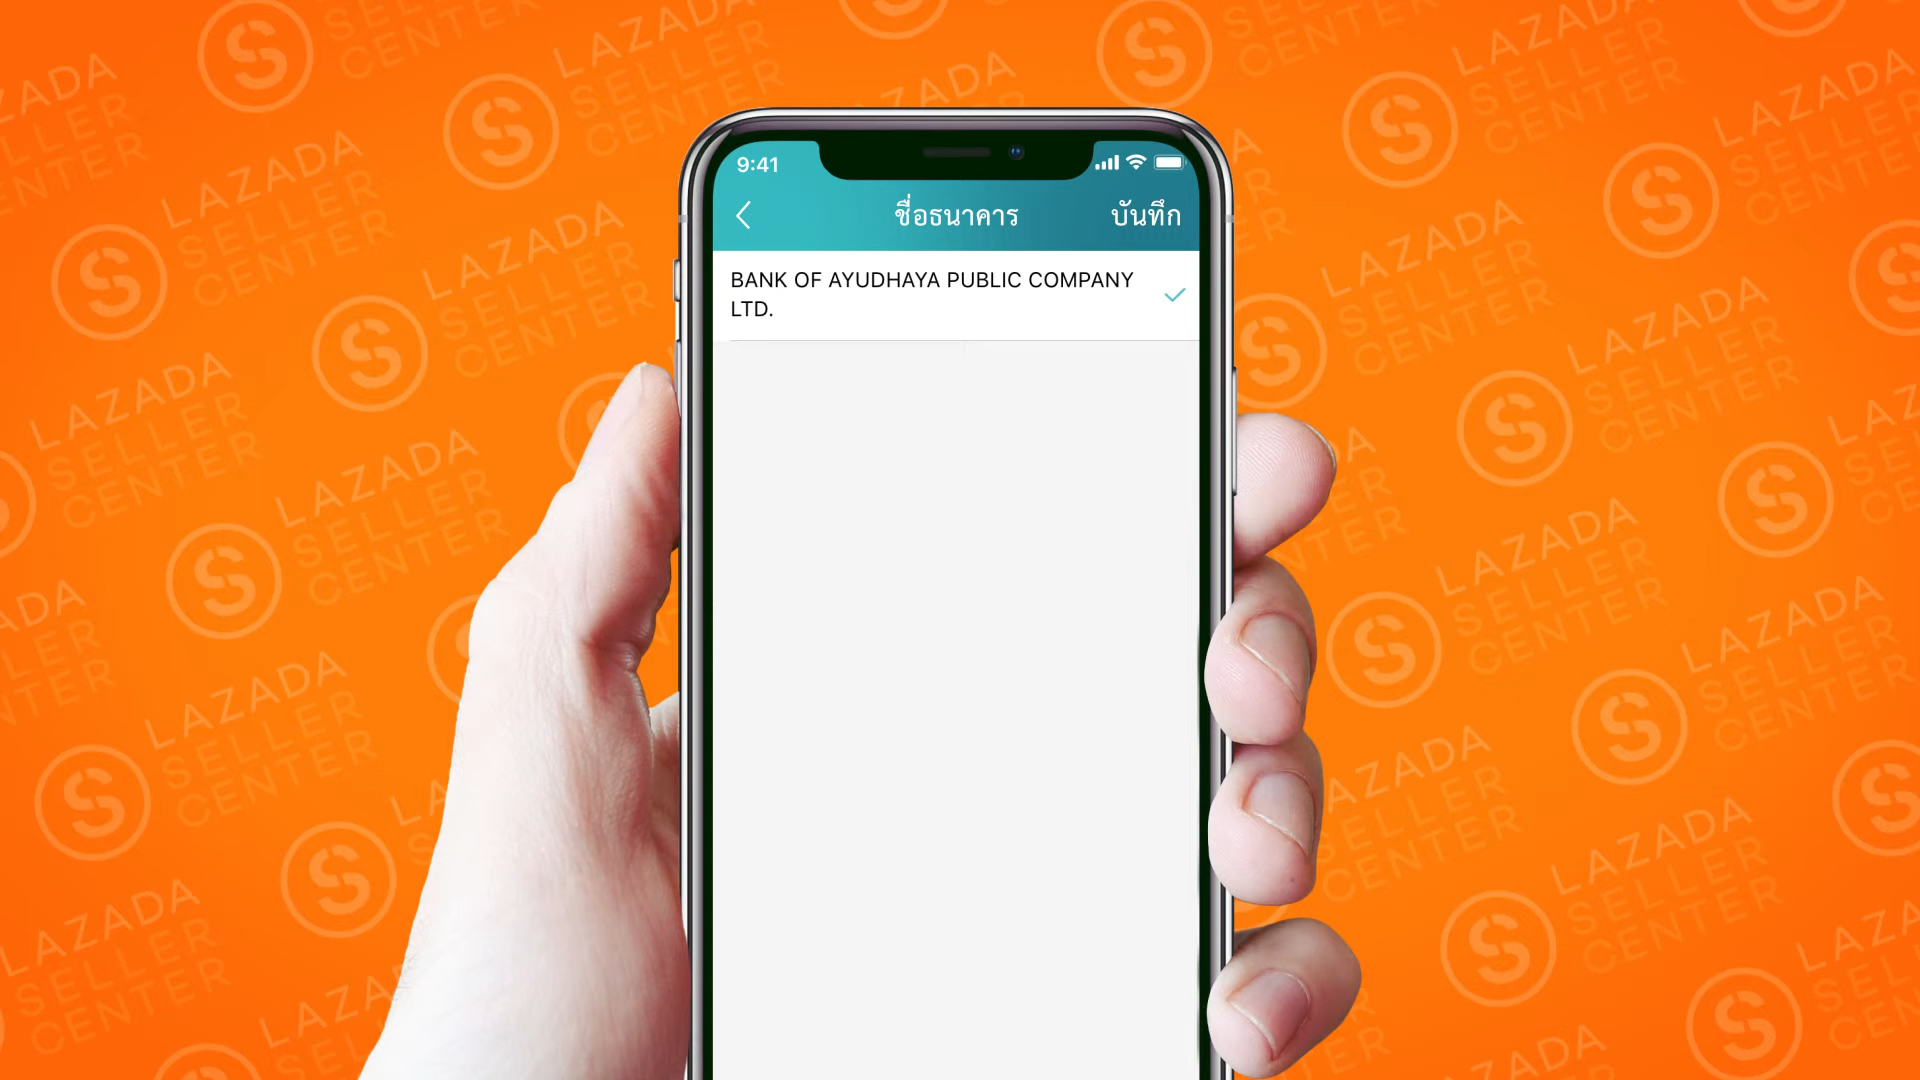 9:41
ชื่อธนาคาร
บันทึก
BANK OF AYUDHAYA PUBLIC COMPANY
LTD.
LAZADA
SELLER
CENTER